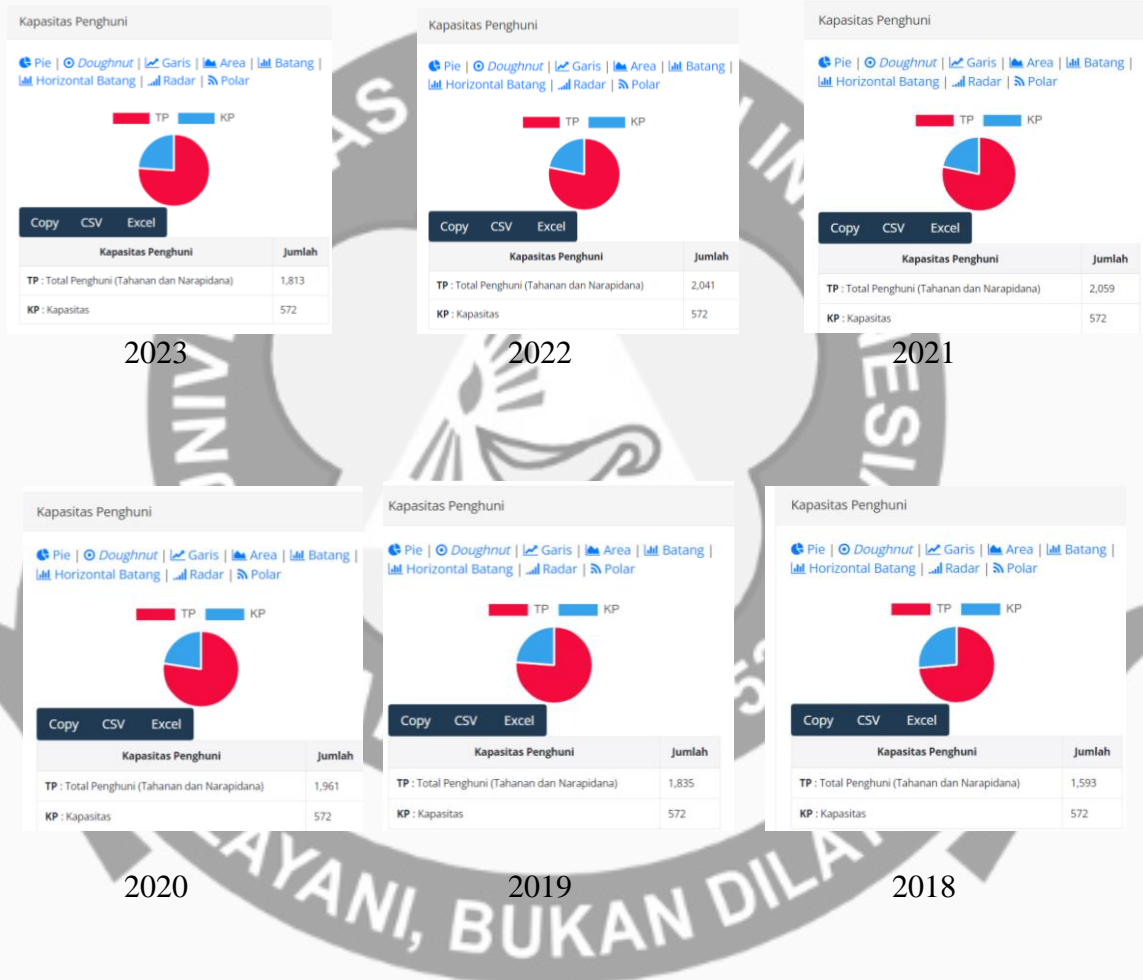 Kapasitas Penghuni
Pie | Doughnut | Garis | Area | Batang |
Horizontal Batang | Radar | Polar
TP KP
Copy CSV Excel
Kapasitas Penghuni Jumlah
TP : Total Penghuni (Tahanan dan Narapidana) 1,813
KP : Kapasitas 572
2023
Kapasitas Penghuni
Pie | Doughnut | Garis | Area | Batang |
Horizontal Batang | Radar | Polar
TP KP
Copy CSV Excel
Kapasitas Penghuni Jumlah
TP : Total Penghuni (Tahanan dan Narapidana) 2,041
KP : Kapasitas 572
2022
Kapasitas Penghuni
Pie | Doughnut | Garis | Area | Batang |
Horizontal Batang | Radar | Polar
TP KP
Copy CSV Excel
Kapasitas Penghuni Jumlah
TP : Total Penghuni (Tahanan dan Narapidana) 2,059
KP : Kapasitas 572
2021
Kapasitas Penghuni
Pie | Doughnut | Garis | Area | Batang |
Horizontal Batang | Radar | Polar
TP KP
Copy CSV Excel
Kapasitas Penghuni Jumlah
TP : Total Penghuni (Tahanan dan Narapidana) 1,961
KP : Kapasitas 572
2020
Kapasitas Penghuni
Pie | Doughnut | Garis | Area | Batang |
Horizontal Batang | Radar | Polar
TP KP
Copy CSV Excel
Kapasitas Penghuni Jumlah
TP : Total Penghuni (Tahanan dan Narapidana) 1,835
KP : Kapasitas 572
2019
Kapasitas Penghuni
Pie | Doughnut | Garis | Area | Batang |
Horizontal Batang | Radar | Polar
TP KP
Copy CSV Excel
Kapasitas Penghuni Jumlah
TP : Total Penghuni (Tahanan dan Narapidana) 1,593
KP : Kapasitas 572
2018
LAYANI, BUKAN DILA